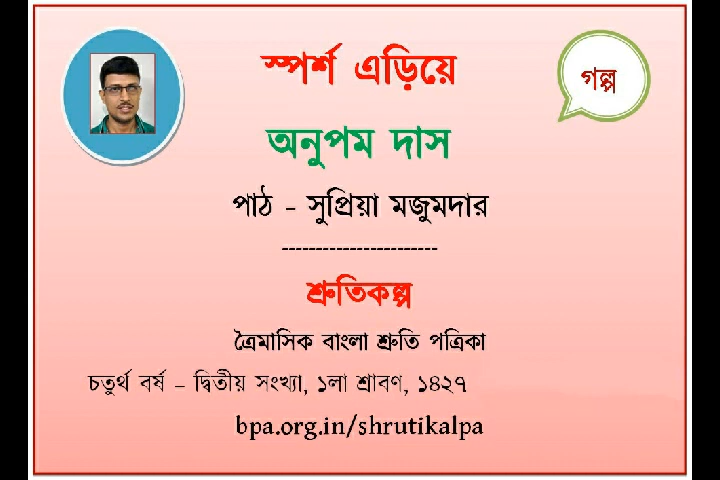 স্পর্শ এড়িয়ে
গল্প
অনুপম দাস
পাঠ - সুপ্রিয়া মজুমদার
-----------------------
শ্রুতিকল্প
ত্রৈমাসিক বাংলা শ্রুতি পত্রিকা
চতুর্থ বর্ষ – দ্বিতীয় সংখ্যা, ১লা শ্রাবণ, ১৪২৭
bpa.org.in/shrutikalpa